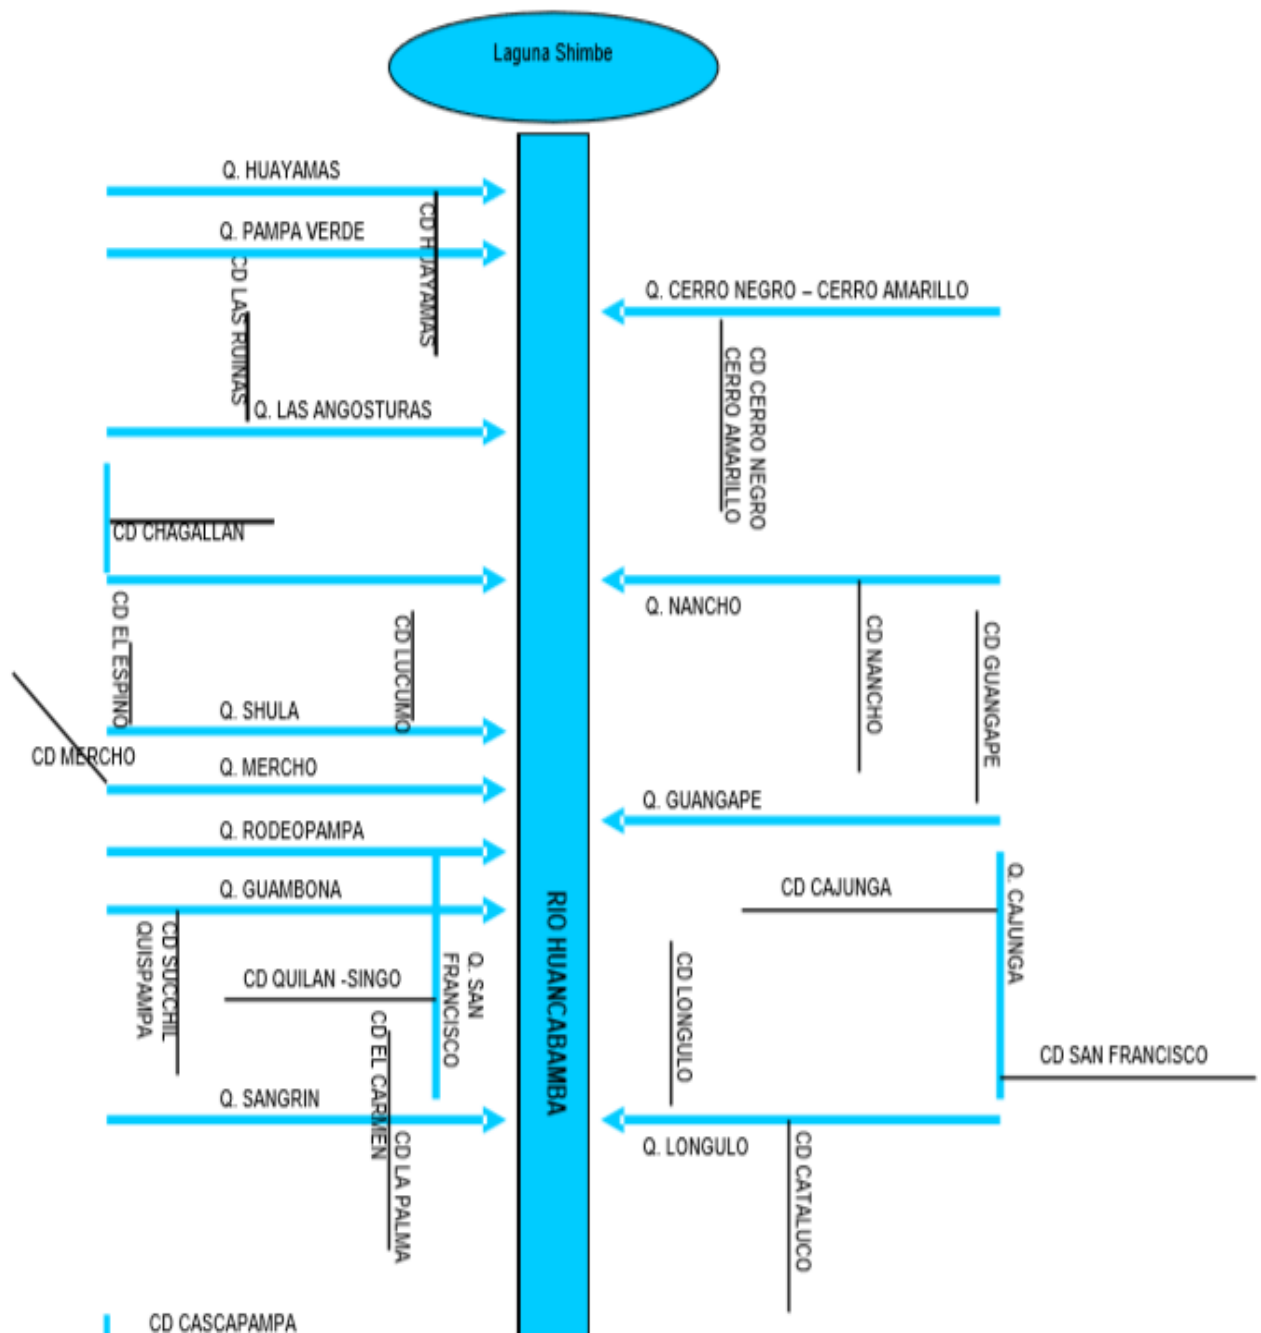 Laguna Shimbe
Q. HUAYAMAS
CD HUAYAMAS
Q. PAMPA VERDE
CD LAS RUINAS
Q. CERRO NEGRO – CERRO AMARILLO
CD CERRO NEGRO
CERRO AMARILLO
Q. LAS ANGOSTURAS
CD CHAGALLAN
Q. NANCHO
CD EL ESPINO
CD LUCUMO
CD NANCHO
CD GUANGAPE
Q. SHULA
CD MERCHO
Q. MERCHO
Q. GUANGAPE
Q. RODEOPAMPA
Q. GUAMBONA
CD CAJUNGA
Q. CAJUNGA
RIO HUANCABAMBA
CD SUCCHIL
QUISPAMPA
CD QUILAN -SINGO
Q. SAN
FRANCISCO
CD LONGULO
CD EL CARMEN
CD SAN FRANCISCO
Q. SANGRIN
CD LA PALMA
Q. LONGULO
CD CATALUCO
CD CASCAPAMPA